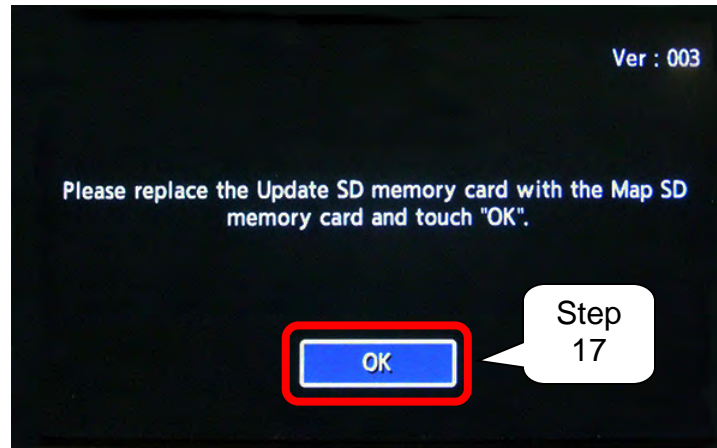 Ver : 003
Please replace the Update SD memory card with the Map SD
memory card and touch "OK".
OK
Step
17